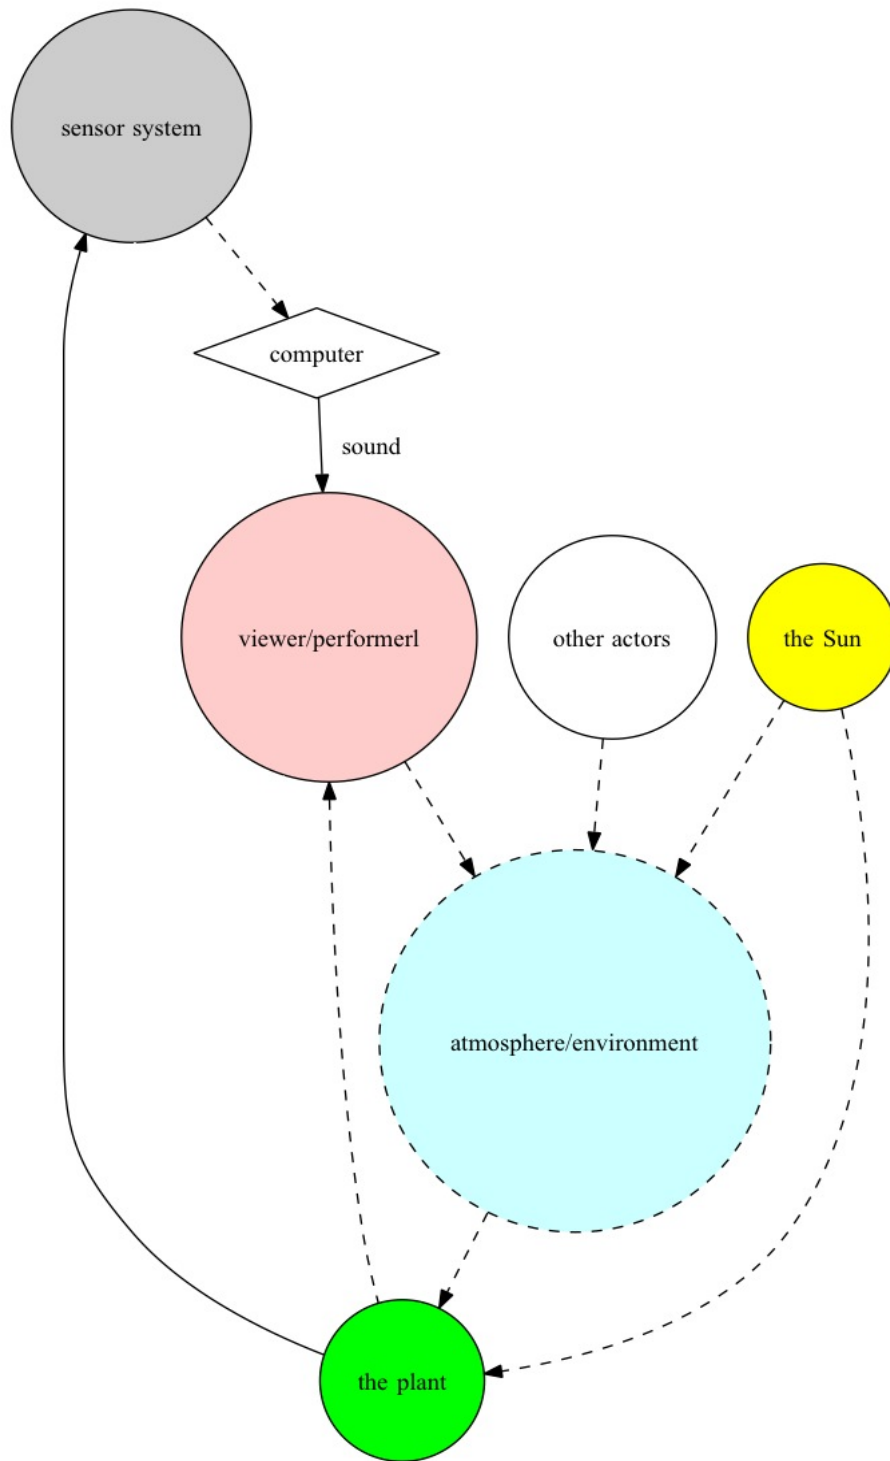 sensor system
computer
sound
viewer/performerl
other actors
the Sun
atmosphere/environment
the plant